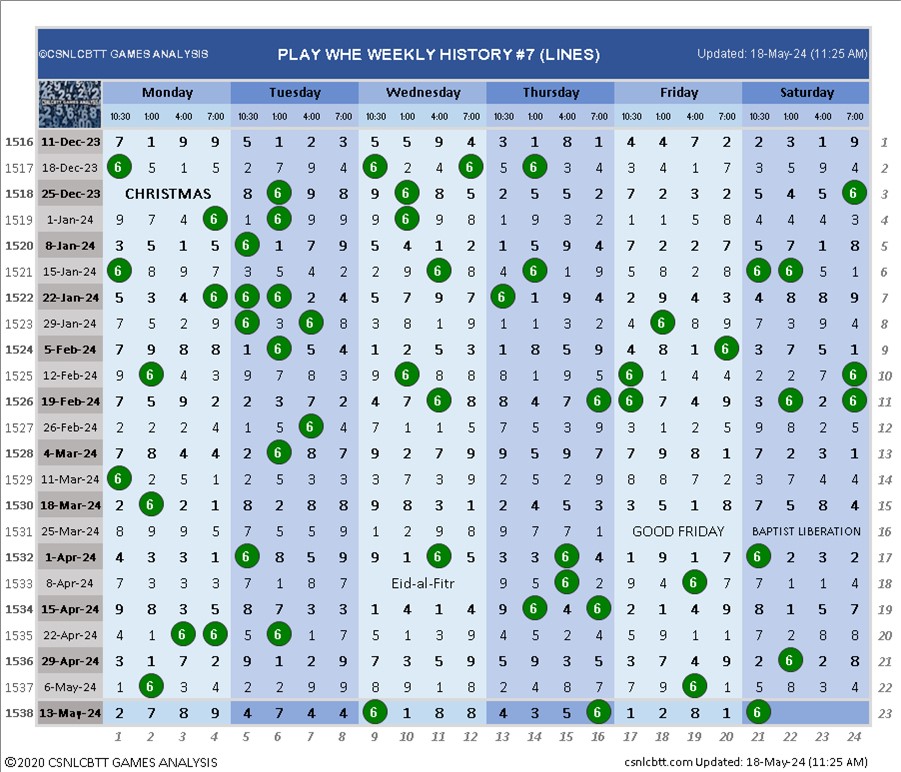 ©CSNLCBTT GAMES ANALYSIS PLAY WHE WEEKLY HISTORY #7 (LINES) Updated: 18-May-24 (11:25 AM)
Monday Tuesday Wednesday Thursday Friday Saturday
10:30 1:00 4:00 7:00 10:30 1:00 4:00 7:00 10:30 1:00 4:00 7:00 10:30 1:00 4:00 7:00 10:30 1:00 4:00 7:00 10:30 1:00 4:00 7:00
1516 11-Dec-23 7 1 9 9 5 1 2 3 5 5 9 4 3 1 8 1 4 4 7 2 2 3 1 9 1
1517 18-Dec-23 6 5 1 5 2 7 9 4 6 2 4 6 5 6 3 4 3 4 1 7 3 5 9 4 2
1518 25-Dec-23 CHRISTMAS 8 6 9 8 9 6 8 5 2 5 5 2 7 2 3 2 5 4 5 6 3
1519 1-Jan-24 9 7 4 6 1 6 9 9 9 6 8 9 1 9 3 2 1 1 5 8 4 4 4 3 4
1520 8-Jan-24 3 5 1 5 6 1 7 9 5 4 1 2 1 5 9 4 7 2 2 7 5 7 1 8 5
1521 15-Jan-24 6 8 9 7 3 5 4 2 2 9 6 8 4 6 1 9 5 8 2 8 6 6 5 1 6
1522 22-Jan-24 5 3 4 6 6 6 2 4 5 7 9 7 6 1 9 4 2 9 4 3 4 8 8 9 7
1523 29-Jan-24 7 5 2 9 6 3 6 8 3 8 1 9 1 1 3 2 4 6 8 9 7 3 9 4 8
1524 5-Feb-24 7 9 8 8 1 6 5 4 1 2 5 3 1 8 5 9 4 8 1 6 3 7 5 1 9
1525 12-Feb-24 9 6 4 3 9 7 8 3 9 6 8 8 8 1 9 5 6 1 4 4 2 2 7 6 10
1526 19-Feb-24 7 5 9 2 2 3 7 2 4 7 6 8 8 4 7 6 6 7 4 9 3 6 2 6 11
1527 26-Feb-24 2 2 2 4 1 5 6 4 7 1 1 5 7 5 3 9 3 1 2 5 9 8 2 5 12
1528 4-Mar-24 7 8 4 4 2 6 8 7 9 2 7 9 9 5 9 7 7 9 8 1 7 2 3 1 13
1529 11-Mar-24 6 2 5 1 2 5 3 3 1 7 3 9 2 5 2 9 8 8 7 2 3 7 4 4 14
1530 18-Mar-24 2 6 2 1 8 2 8 8 9 8 3 1 2 4 5 3 3 5 1 8 7 5 8 4 15
1531 25-Mar-24 8 9 9 5 7 5 5 9 1 2 9 8 9 7 7 1 GOOD FRIDAY BAPTIST LIBERATION 16
1532 1-Apr-24 4 3 3 1 6 8 5 9 9 1 6 5 3 3 6 4 1 9 1 7 6 2 3 2 17
1533 8-Apr-24 7 3 3 3 7 1 8 7 Eid-al-Fitr 9 5 6 2 9 4 6 9 7 1 1 4 18
1534 15-Apr-24 9 8 3 5 8 7 3 3 1 4 1 4 9 6 4 6 2 1 4 9 8 1 5 7 19
1535 22-Apr-24 4 1 6 6 5 6 1 7 5 1 3 9 4 5 2 4 5 9 1 1 7 2 8 8 20
1536 29-Apr-24 3 1 7 2 9 1 2 9 7 3 5 9 5 9 3 5 3 7 4 9 2 6 2 8 21
1537 6-May-24 1 6 3 4 2 2 9 9 8 9 1 8 2 4 8 7 7 9 6 1 5 8 3 4 22
1538 13-May-24 2 7 8 9 4 7 4 4 6 1 8 8 4 3 5 6 1 2 8 1 6 23
1 2 3 4 5 6 7 8 9 10 11 12 13 14 15 16 17 18 19 20 21 22 23 24
©2020 CSNLCBTT GAMES ANALYSIS csnlcbtt.com Updated: 18-May-24 (11:25 AM)